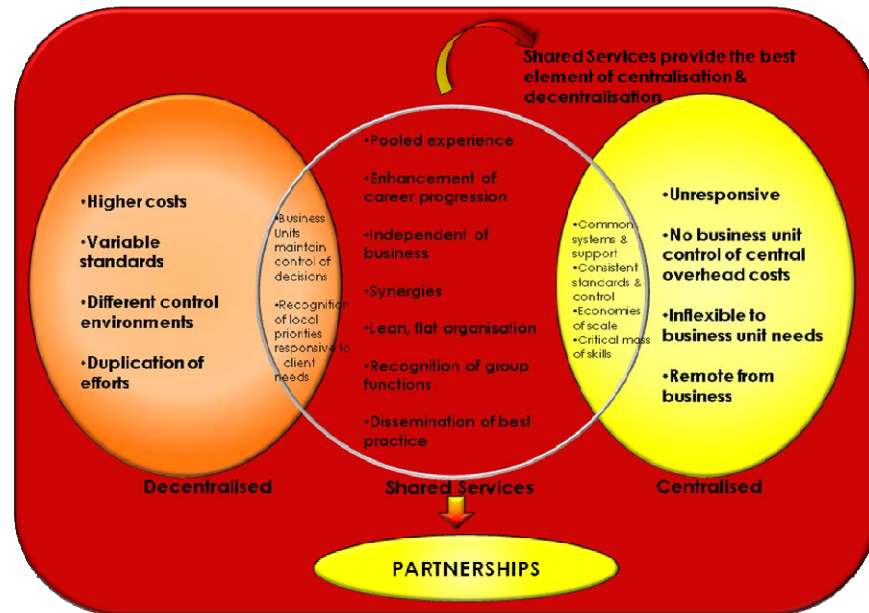 Shared Services provide the best
element of centralisation &
decentralisation
•Higher costs
•Variable
standards
•Different control
environments
•Duplication of
efforts
•Business
Units
maintain
control of
decisions
•Recognition
of local
priorities
responsive to
client
needs
•Pooled experience
•Enhancement of
career progression
•Independent of
business
•Synergies
•Lean, flat organisation
•Recognition of group
functions
•Dissemination of best
practice
•Common
systems &
support
•Consistent
standards &
control
•Economies
of scale
•Critical mass
of skills
•Unresponsive
•No business unit
control of central
overhead costs
•Inflexible to
business unit needs
•Remote from
business
Decentralised
Shared Services
Centralised
PARTNERSHIPS